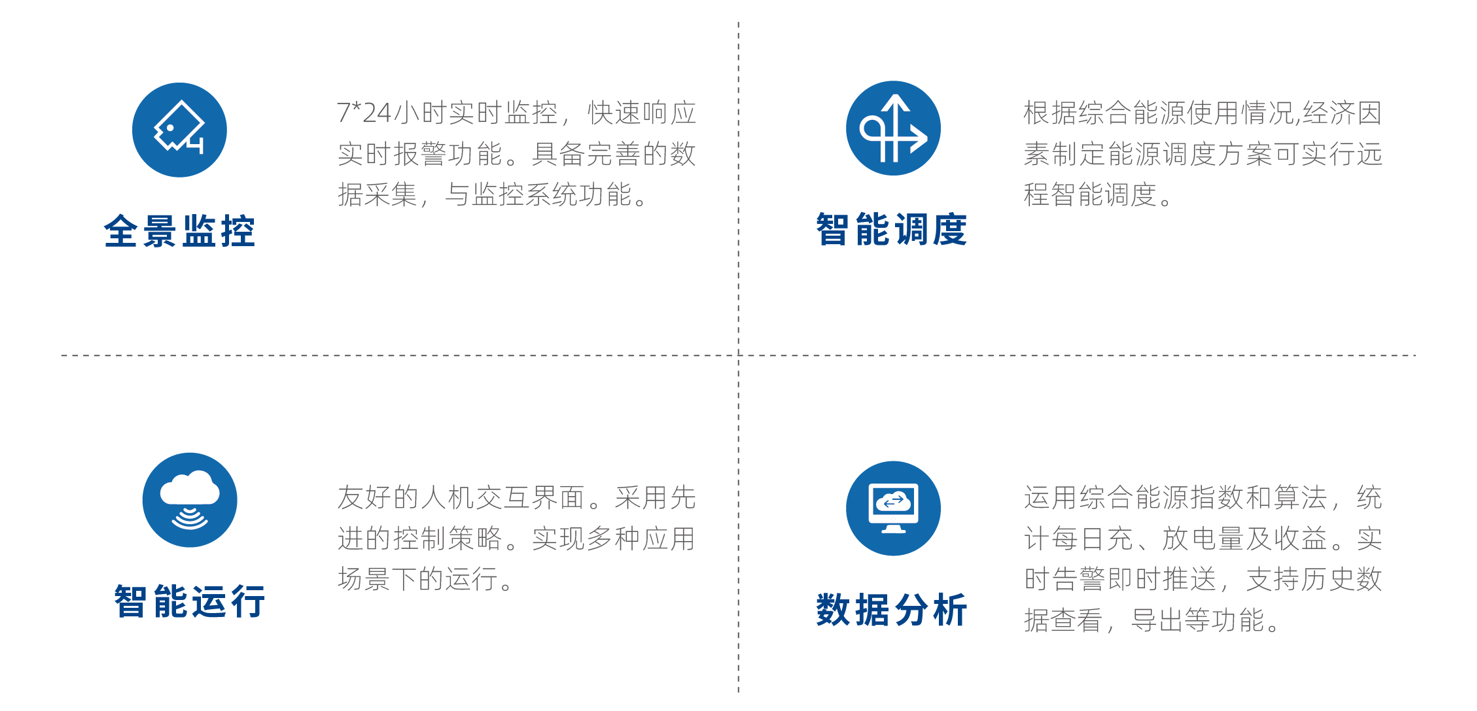 全景监控
7*24小时实时监控，快速响应
实时报警功能。具备完善的数
据采集，与监控系统功能。
智能调度
根据综合能源使用情况,经济因
素制定能源调度方案可实行远
程智能调度。
智能运行
友好的人机交互界面。采用先
进的控制策略。实现多种应用
场景下的运行。
数据分析
运用综合能源指数和算法，统
计每日充、放电量及收益。实
时告警即时推送，支持历史数
据查看，导出等功能。